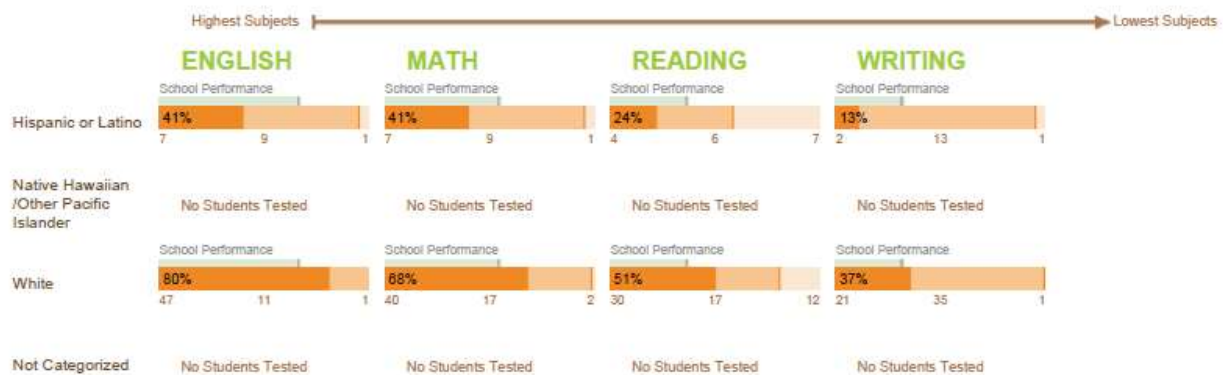 Highest Subjects Lowest Subjects
ENGLISH MATH READING WRITING
School Performance School Performance School Performance School Performance
Hispanic or Latino 41% 41% 24% 13%
7 9 1 7 9 1 4 6 7 2 13 1
Native Hawaiian
/Other Pacific
Islander
No Students Tested No Students Tested No Students Tested No Students Tested
School Performance School Performance School Performance School Performance
White 80% 68% 51% 37%
47 11 1 40 17 2 30 17 12 21 35 1
Not Categorized No Students Tested No Students Tested No Students Tested No Students Tested